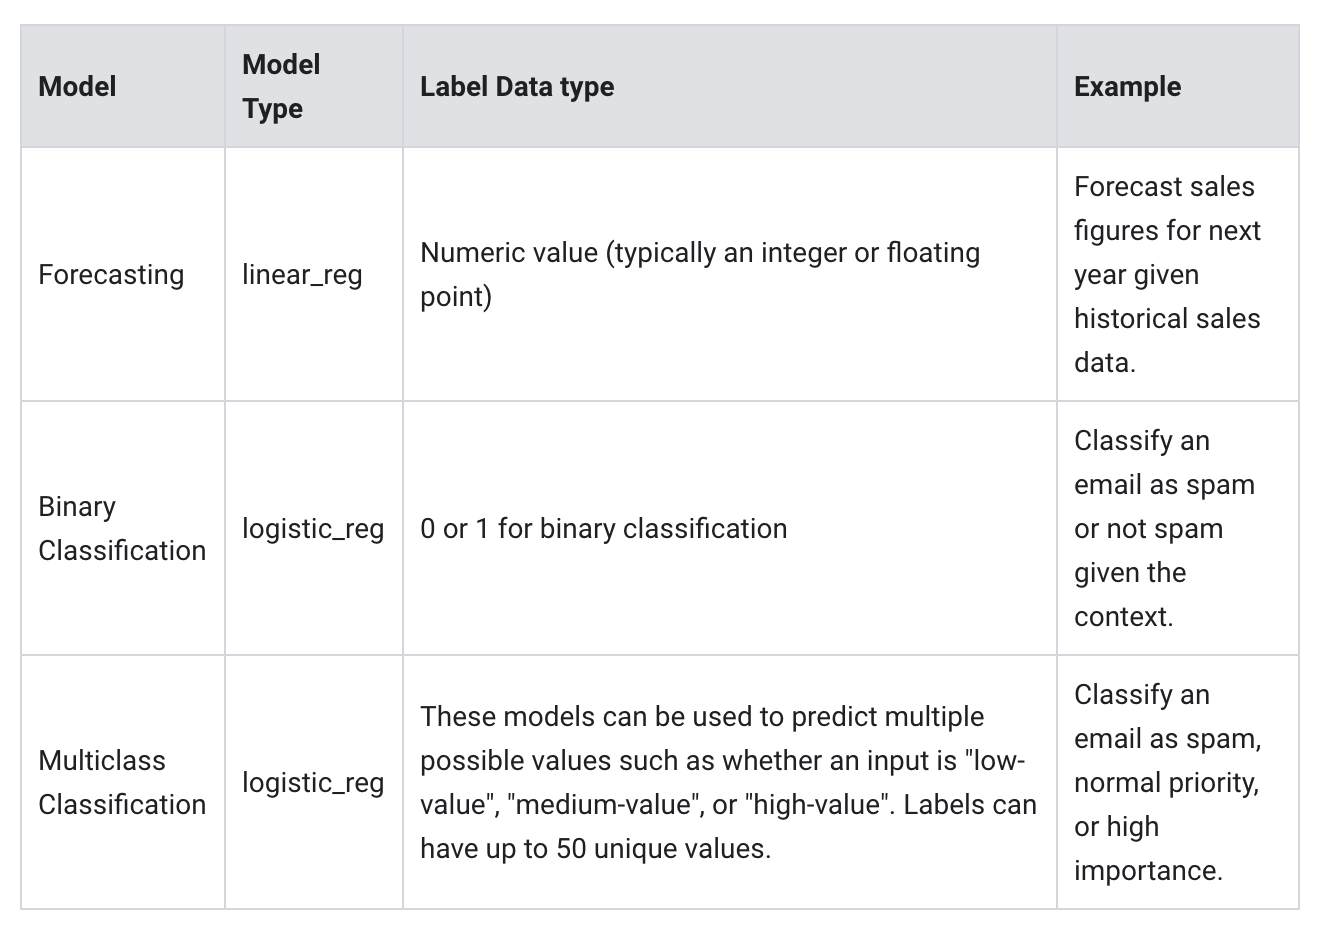 Model
Model
Type
Label Data type
Example
Forecasting
linear_reg
Numeric value (typically an integer or floating
point)
Forecast sales
figures for next
year given
historical sales
data.
Binary
Classification
logistic_reg
0 or 1 for binary classification
Classify an
email as spam
or not spam
given the
context.
Multiclass
Classification
logistic_reg
These models can be used to predict multiple
possible values such as whether an input is "low-
value", "medium-value", or "high-value". Labels can
have up to 50 unique values.
Classify an
email as spam,
normal priority,
or high
importance.